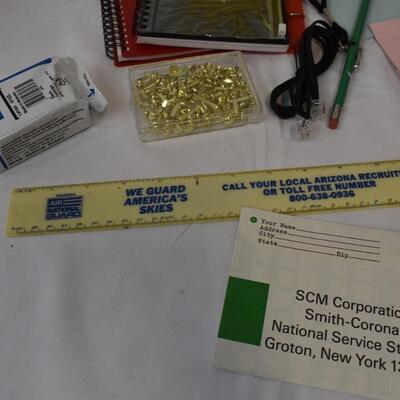 AIR
NATIONAL
GUARD
WE GUARD
AMERICA'S
SKIES
CALL YOUR LOCAL ARIZONA RECRUIT
OR TOLL FREE NUMBER
800-638-0936
Your Name
Address
City
State Zip
SCM Corporatio
Smith-Corona
National Service St
Groton, New York 13